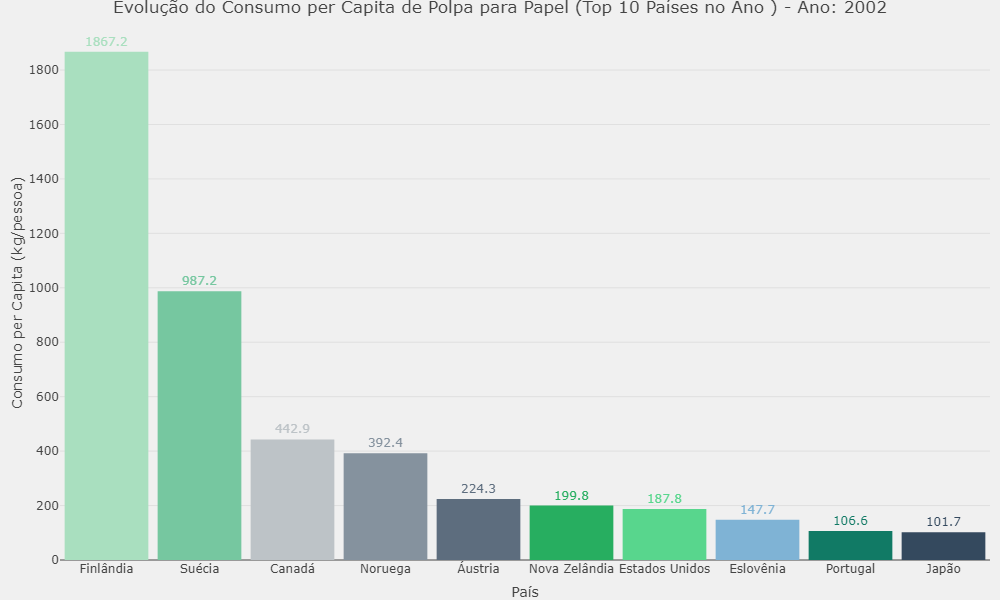 Evolução do Consumo per Capita de Polpa para Papel (Top 10 Países no Ano ) - Ano: 2002
Consumo per Capita (kg/pessoa)
1800
1600
1400
1200
1000
800
600
400
200
0
1867.2
987.2
442.9
392.4
224.3
199.8
187.8
147.7
106.6
101.7
Finlândia
Suécia
Canadá
Noruega
Áustria
Nova Zelândia
Estados Unidos
Eslovênia
Portugal
Japão
País